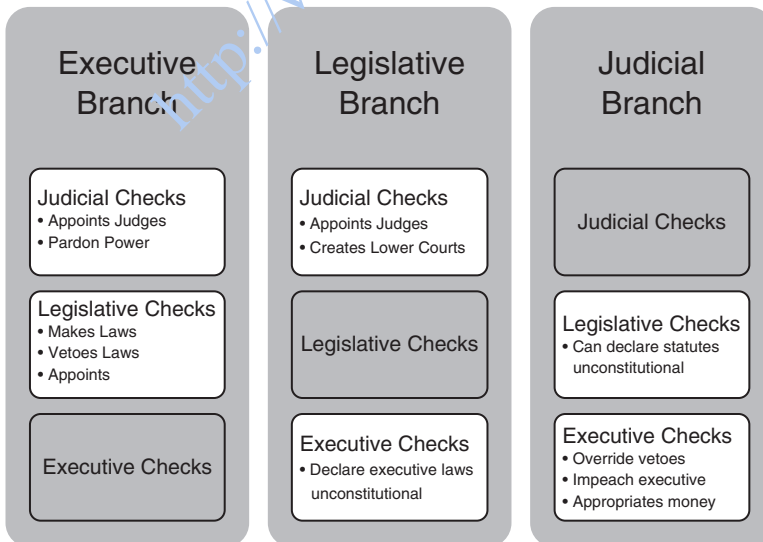 Executive
Branch
Judicial Checks
• Appoints Judges
• Pardon Power
Legislative Checks
• Makes Laws
• Vetoes Laws
• Appoints
Executive Checks
Legislative
Branch
Judicial Checks
• Appoints Judges
• Creates Lower Courts
Legislative Checks
Executive Checks
• Declare executive laws
unconstitutional
Judicial
Branch
Judicial Checks
Legislative Checks
• Can declare statutes
unconstitutional
Executive Checks
• Override vetoes
• Impeach executive
• Appropriates money
http://